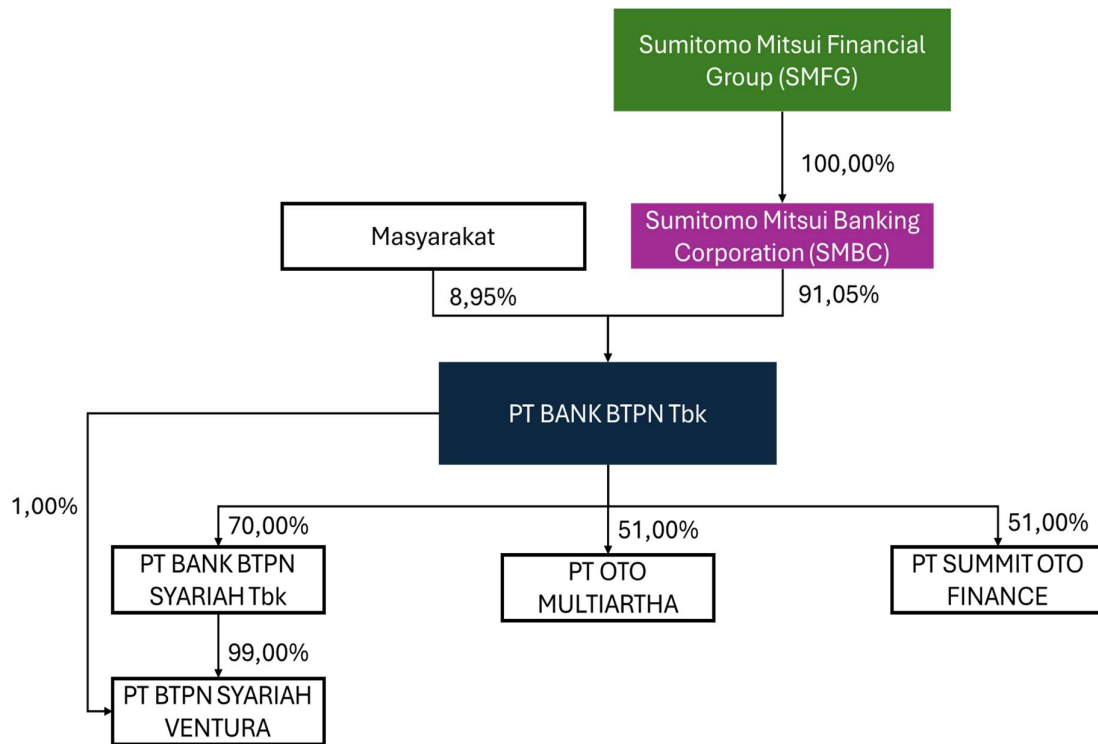 Sumitomo Mitsui Financial
Group (SMFG)
100,00%
Masyarakat
Sumitomo Mitsui Banking
Corporation (SMBC)
8,95%
91,05%
PT BANK BTPN Tbk
1,00%
70,00%
51,00%
51,00%
PT BANK BTPN
SYARIAH Tbk
PT OTO
MULTIARTHA
PT SUMMIT OTO
FINANCE
99,00%
PT BTPN SYARIAH
VENTURA